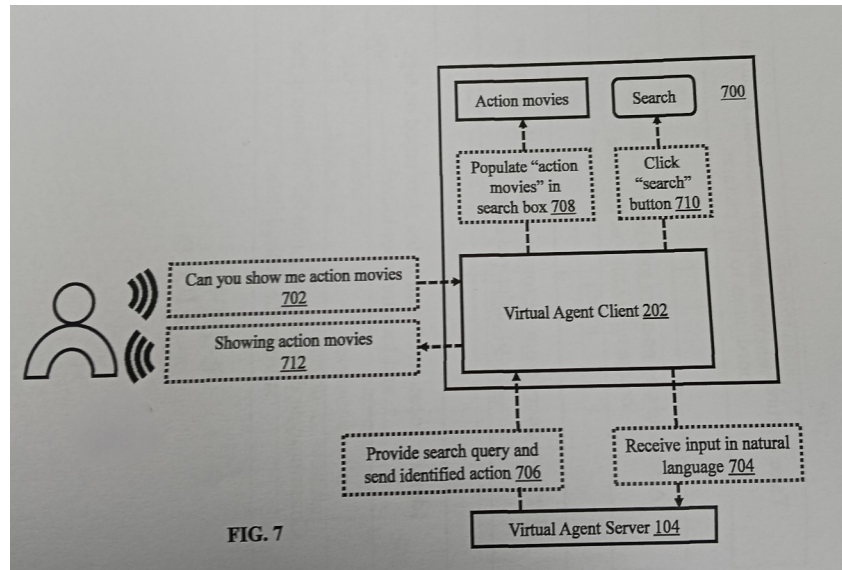 Action movies
Search
700
Populate “action
movies” in
search box 708
Click
“search”
button 710
Can you show me action movies
702
Virtual Agent Client 202
Showing action movies
712
Provide search query and
send identified action 706
Receive input in natural
language 704
FIG. 7
Virtual Agent Server 104